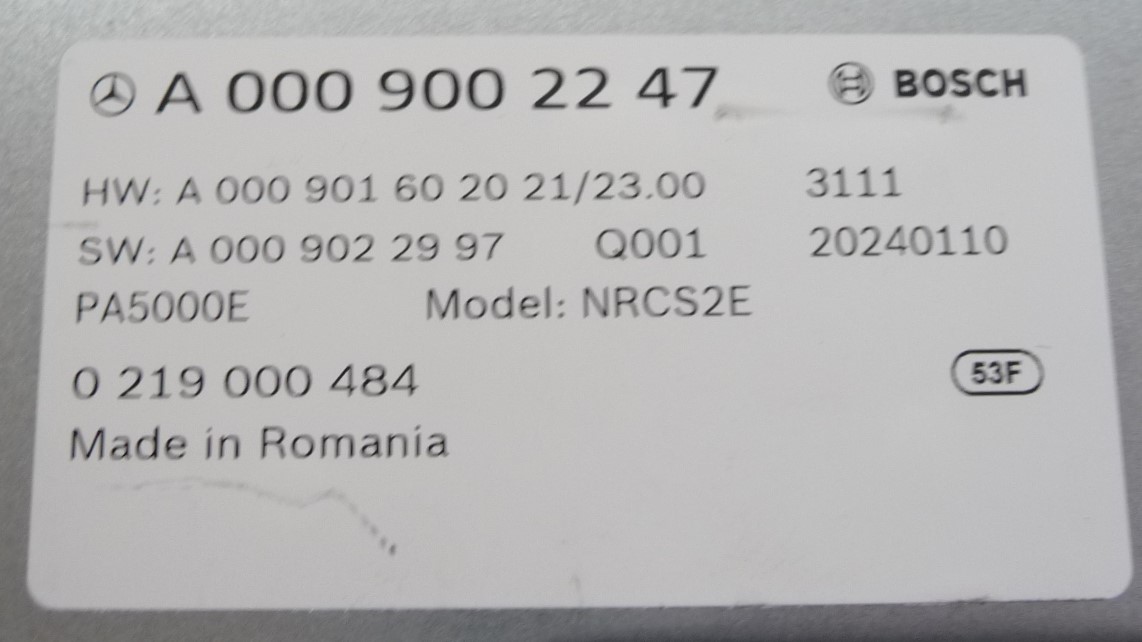 A 000 900 22 47 BOSCH
HW: A 000 901 60 20 21/23.00 3111
SW: A 000 902 29 97 Q001 20240110
PA5000E Model: NRCS2E
0 219 000 484 53F
Made in Romania